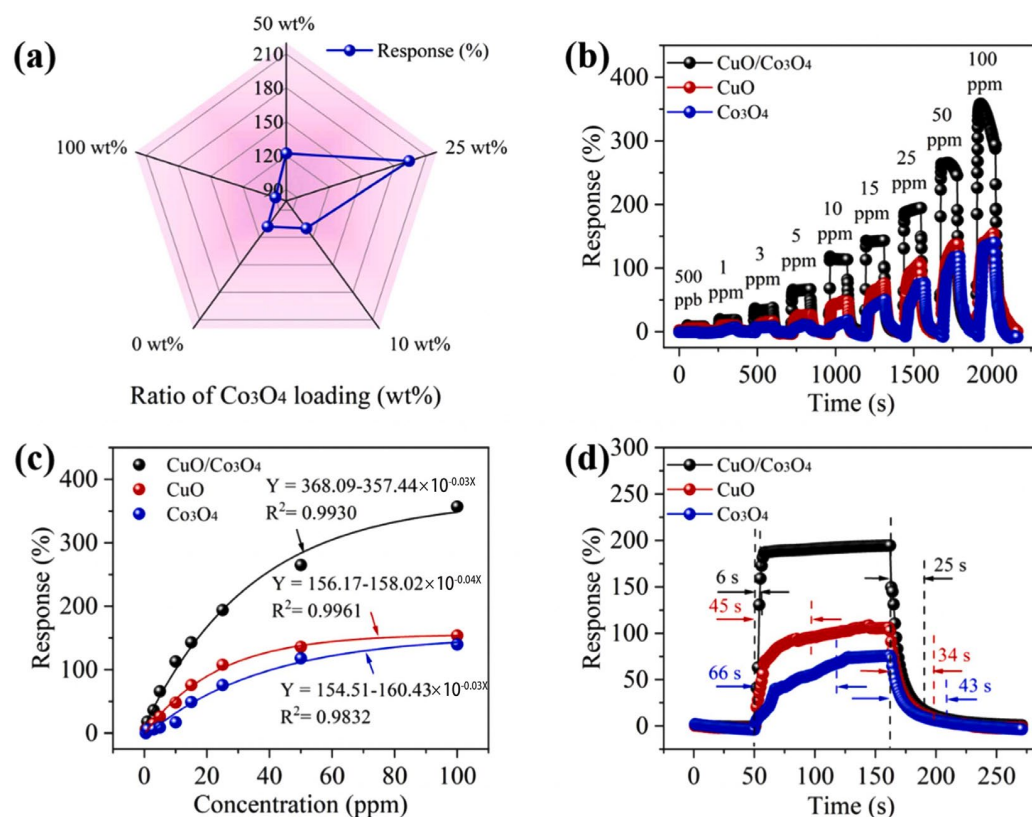 (a)
50 wt%
Response (%)
210
180
150
120
90
100 wt%
25 wt%
0 wt%
10 wt%
Ratio of Co₃O₄ loading (wt%)
(b)
CuO/Co₃O₄
CuO
Co₃O₄
100
ppm
50
ppm
25
ppm
15
ppm
10
ppm
5
ppm
3
ppm
1
ppm
500
ppb
400
300
200
100
0
Response (%)
0 500 1000 1500 2000
Time (s)
(c)
CuO/Co₃O₄
CuO
Co₃O₄
Y = 368.09-357.44×10⁻⁰·⁰³ˣ
R²= 0.9930
Y = 156.17-158.02×10⁻⁰·⁰⁴ˣ
R²= 0.9961
Y = 154.51-160.43×10⁻⁰·⁰³ˣ
R²= 0.9832
400
300
200
100
0
Response (%)
0 20 40 60 80 100
Concentration (ppm)
(d)
CuO/Co₃O₄
CuO
Co₃O₄
6 s
25 s
45 s
34 s
66 s
43 s
300
250
200
150
100
50
0
Response (%)
0 50 100 150 200 250
Time (s)